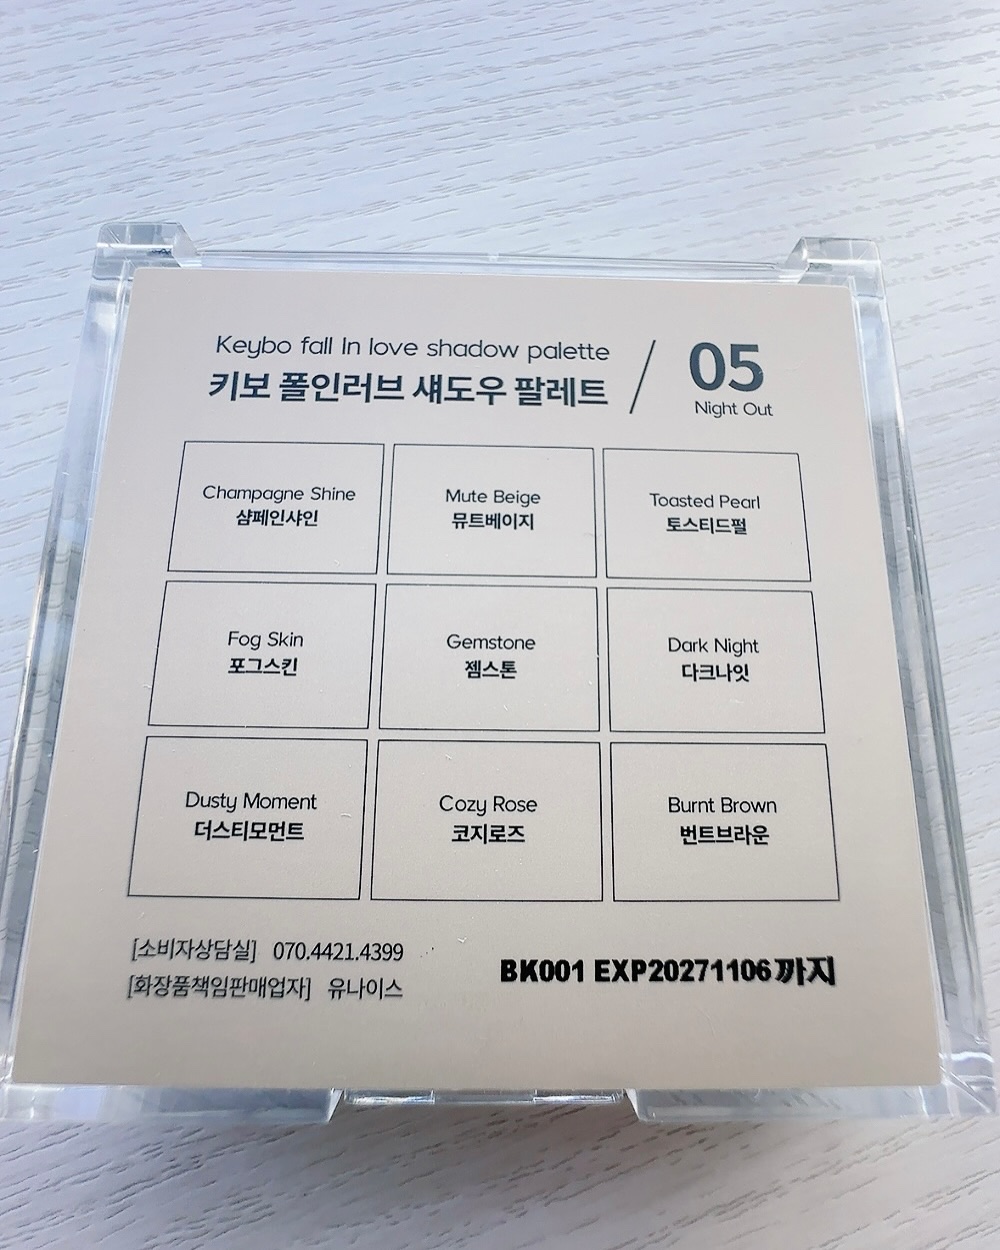 Keybo fall In love shadow palette
키보 폴인러브 섀도우 팔레트
05
Night Out
Champagne Shine
샴페인샤인
Mute Beige
뮤트베이지
Toasted Pearl
토스티드펄
Fog Skin
포그스킨
Gemstone
젬스톤
Dark Night
다크나잇
Dusty Moment
더스티모먼트
Cozy Rose
코지로즈
Burnt Brown
번트브라운
[소비자상담실] 070.4421.4399
[화장품책임판매업자] 유나이스
BK001 EXP20271106까지